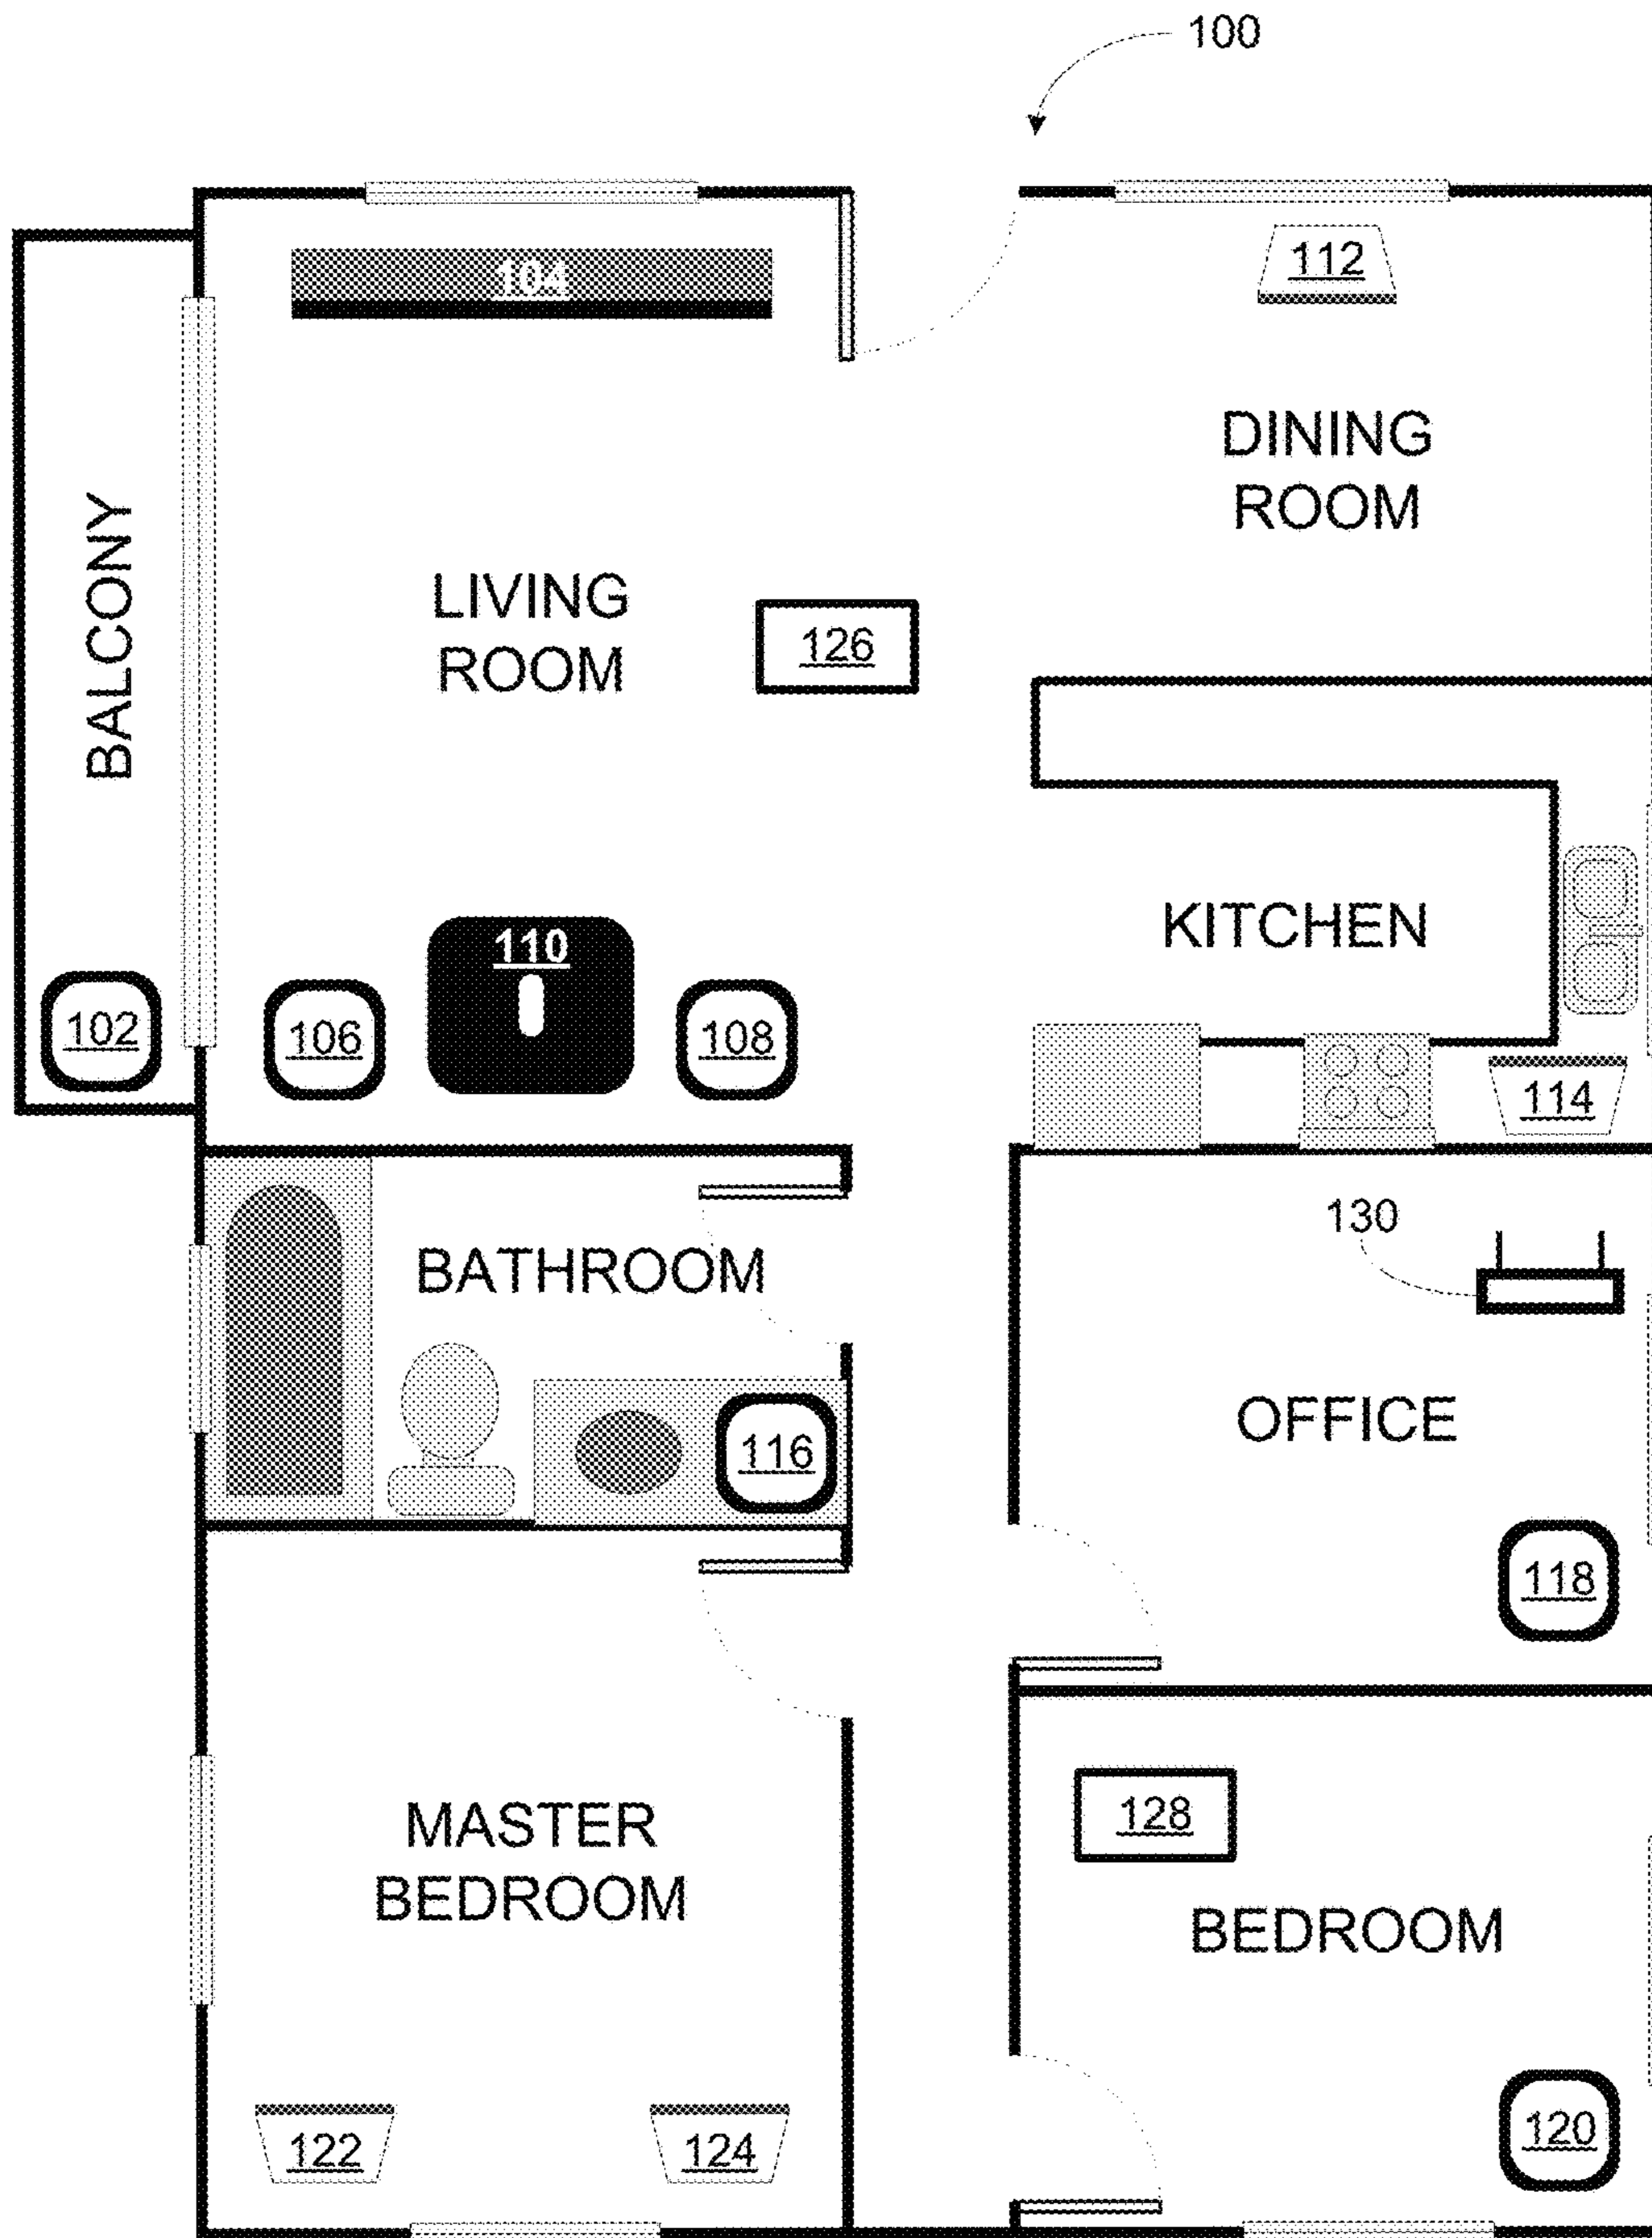 100
104
112
DINING
ROOM
BALCONY
LIVING
ROOM
126
KITCHEN
110
102
106
108
114
130
BATHROOM
OFFICE
116
118
MASTER
BEDROOM
128
BEDROOM
122
124
120